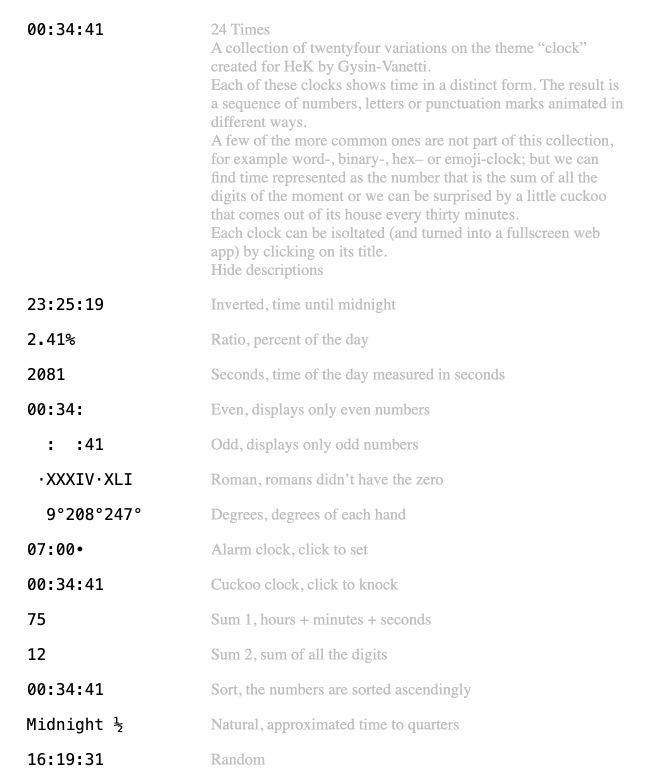 00:34:41 24 Times
A collection of twentyfour variations on the theme “clock”
created for HeK by Gysin-Vanetti.
Each of these clocks shows time in a distinct form. The result is
a sequence of numbers, letters or punctuation marks animated in
different ways.
A few of the more common ones are not part of this collection,
for example word-, binary-, hex– or emoji-clock; but we can
find time represented as the number that is the sum of all the
digits of the moment or we can be surprised by a little cuckoo
that comes out of its house every thirty minutes.
Each clock can be isoltated (and turned into a fullscreen web
app) by clicking on its title.
Hide descriptions
23:25:19 Inverted, time until midnight
2.41% Ratio, percent of the day
2081 Seconds, time of the day measured in seconds
00:34: Even, displays only even numbers
: :41 Odd, displays only odd numbers
·XXXIV·XLI Roman, romans didn’t have the zero
9°208°247° Degrees, degrees of each hand
07:00• Alarm clock, click to set
00:34:41 Cuckoo clock, click to knock
75 Sum 1, hours + minutes + seconds
12 Sum 2, sum of all the digits
00:34:41 Sort, the numbers are sorted ascendingly
Midnight ½ Natural, approximated time to quarters
16:19:31 Random